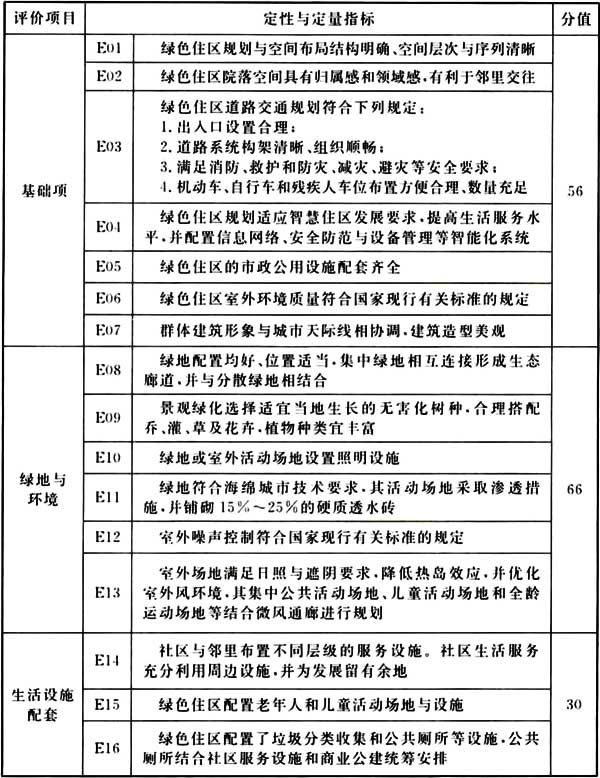 评价项目 定性与定量指标 分值
E01 绿色住区规划与空间布局结构明确、空间层次与序列清晰
E02 绿色住区院落空间具有归属感和领域感,有利于邻里交往
绿色住区道路交通规划符合下列规定:
1. 出入口设置合理;
E03 2. 道路系统构架清晰、组织顺畅;
3. 满足消防、救护和防灾、减灾、避灾等安全要求;
基础项 4. 机动车、自行车和残疾人车位布置方便合理、数量充足 56
绿色住区规划适应智慧住区发展要求,提高生活服务水
E04 平,并配置信息网络、安全防范与设备管理等智能化系统
E05 绿色住区的市政公用设施配套齐全
E06 绿色住区室外环境质量符合国家现行有关标准的规定
E07 群体建筑形象与城市天际线相协调,建筑造型美观
E08 绿地配置均好、位置适当,集中绿地相互连接形成生态
廊道,并与分散绿地相结合
E09 景观绿化选择适宜当地生长的无害化树种,合理搭配
乔、灌、草及花卉,植物种类宜丰富
E10 绿地或室外活动场地设置照明设施
绿地与
环境
E11 绿地符合海绵城市技术要求,其活动场地采取渗透措 66
施,并铺砌15%~25%的硬质透水砖
E12 室外噪声控制符合国家现行有关标准的规定
室外场地满足日照与遮阴要求,降低热岛效应,并优化
E13 室外风环境,其集中公共活动场地、儿童活动场地和全龄
运动场地等结合微风通廊进行规划
E14 社区与邻里布置不同层级的服务设施。社区生活服务
充分利用周边设施,并为发展留有余地
生活设施
配套
E15 绿色住区配置老年人和儿童活动场地与设施 30
E16 绿色住区配置了垃圾分类收集和公共厕所等设施,公共
厕所结合社区服务设施和商业公建统筹安排